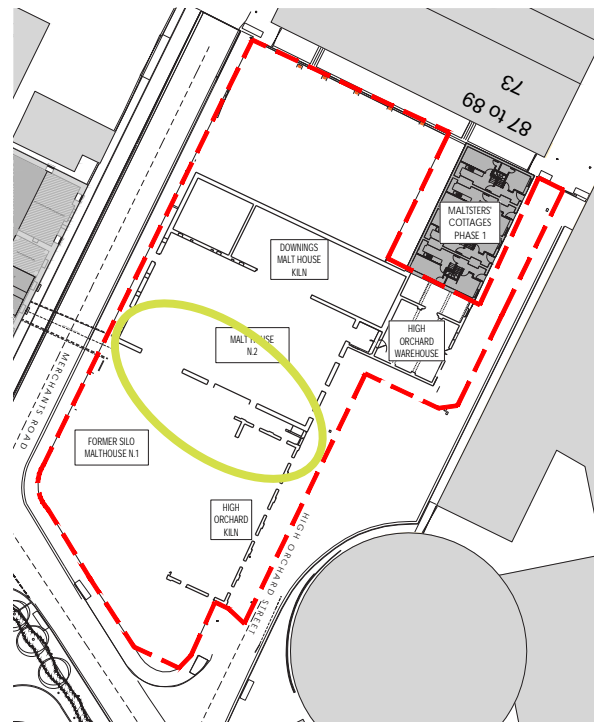 73
87 to 89
MALTSTERS'
COTTAGES
PHASE 1
DOWNINGS
MALT HOUSE
KILN
MALT HOUSE
N.2
HIGH
ORCHARD
WAREHOUSE
MERCHANTS ROAD
FORMER SILO
MALTHOUSE N.1
HIGH
ORCHARD
KILN
HIGH ORCHARD STREET